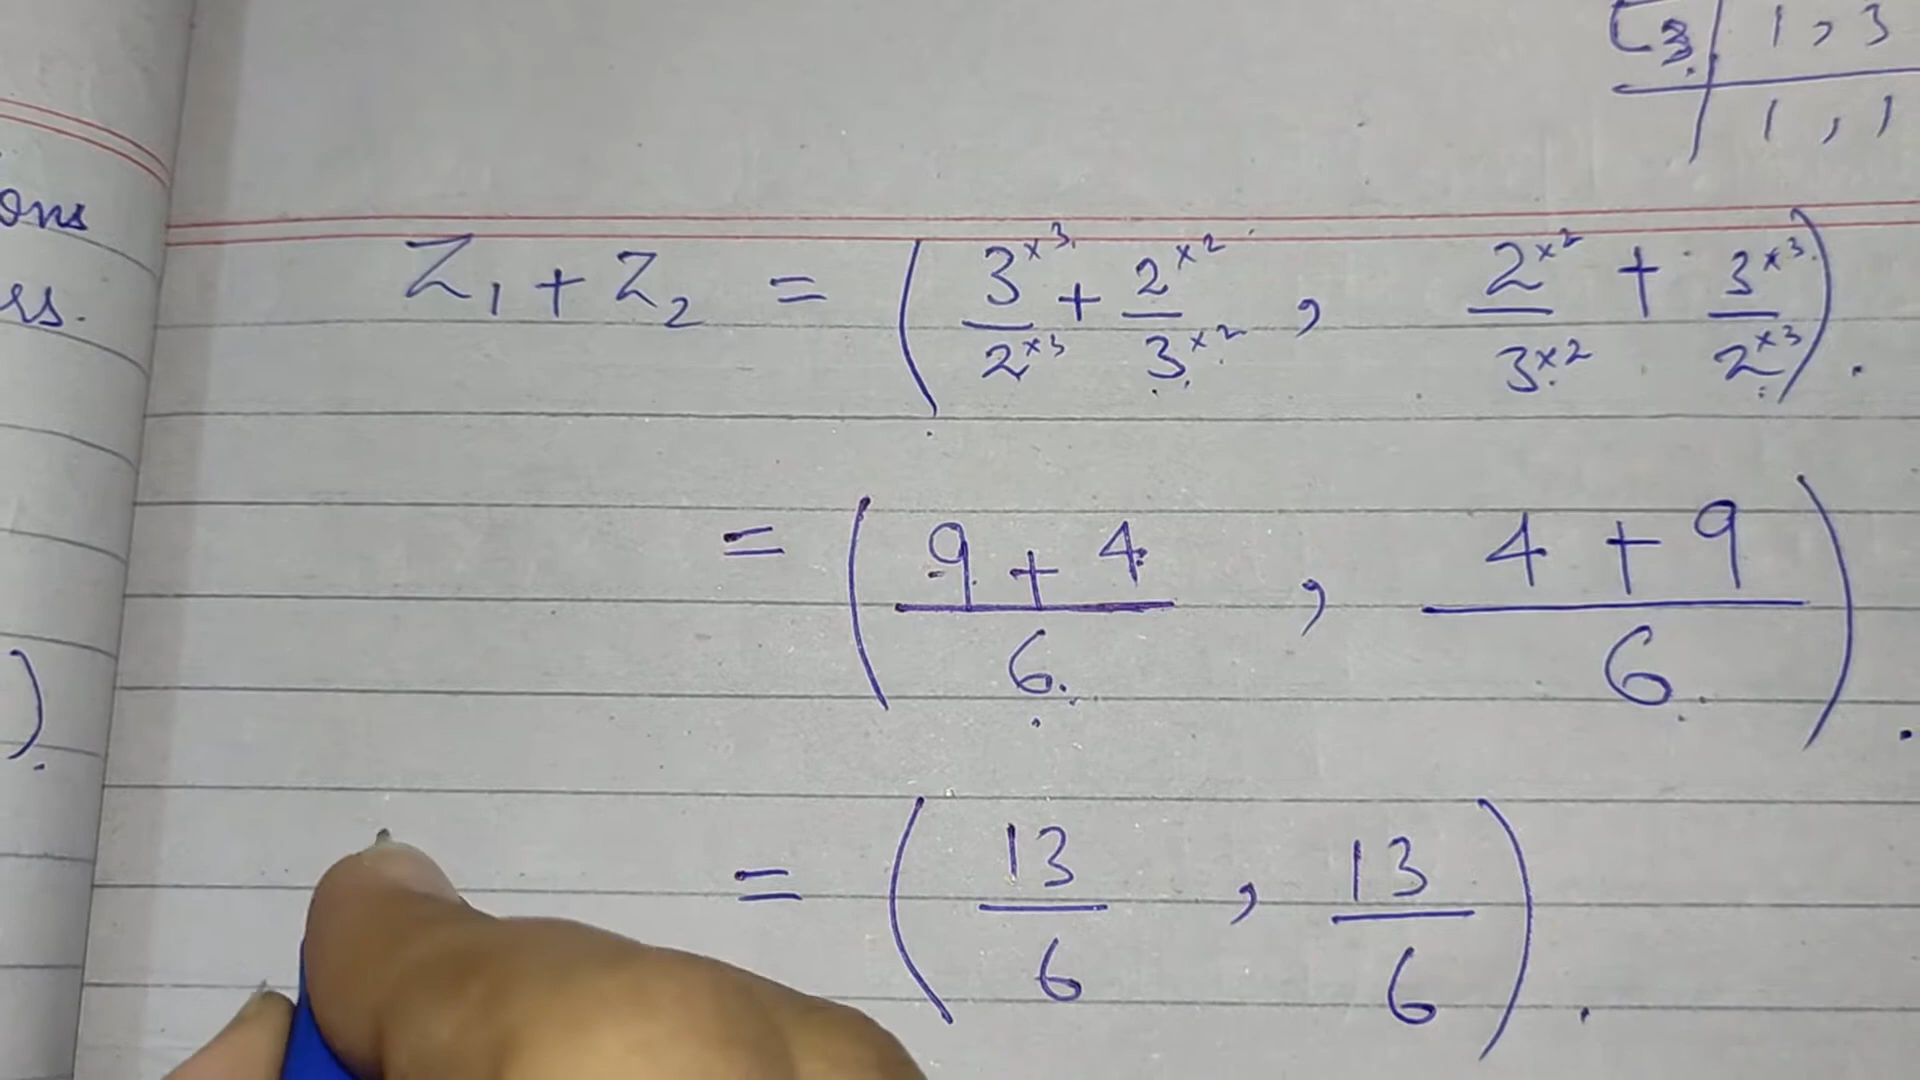 3 | 1 , 3
1 , 1
ons
ss.
Z₁ + Z₂ = ( 3^{×3}/2^{×3} + 2^{×2}/3^{×2} , 2^{×2}/3^{×2} + 3^{×3}/2^{×3} ) .
= ( 9 + 4 / 6 , 4 + 9 / 6 ) .
) .
= ( 13/6 , 13/6 ) .